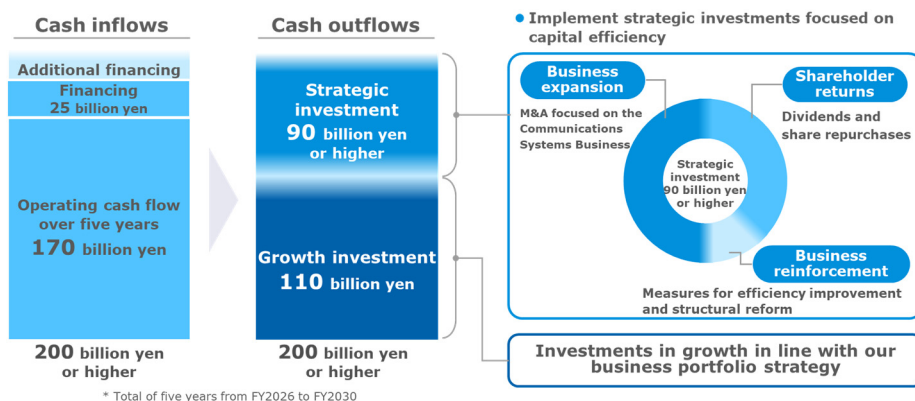 Cash inflows
Additional financing
Financing
25 billion yen
Operating cash flow
over five years
170 billion yen
200 billion yen
or higher
Cash outflows
Strategic
investment
90 billion yen
or higher
Growth investment
110 billion yen
200 billion yen
or higher
* Total of five years from FY2026 to FY2030
• Implement strategic investments focused on
capital efficiency
Business
expansion
M&A focused on the
Communications
Systems Business
Shareholder
returns
Dividends and
share repurchases
Strategic
investment
90 billion yen
or higher
Business
reinforcement
Measures for efficiency improvement
and structural reform
Investments in growth in line with our
business portfolio strategy